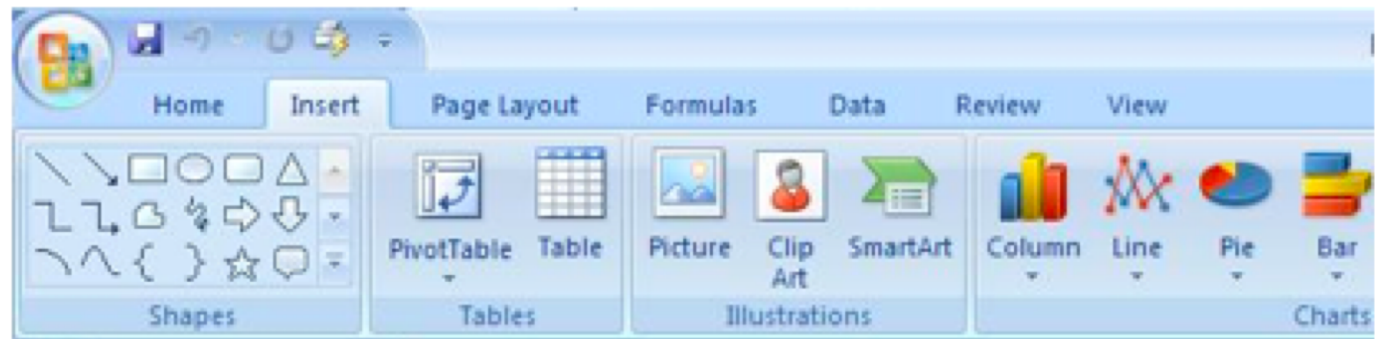 Home Insert Page Layout Formulas Data Review View
PivotTable Table Picture Clip Art SmartArt Column Line Pie Bar
Shapes Tables Illustrations Charts